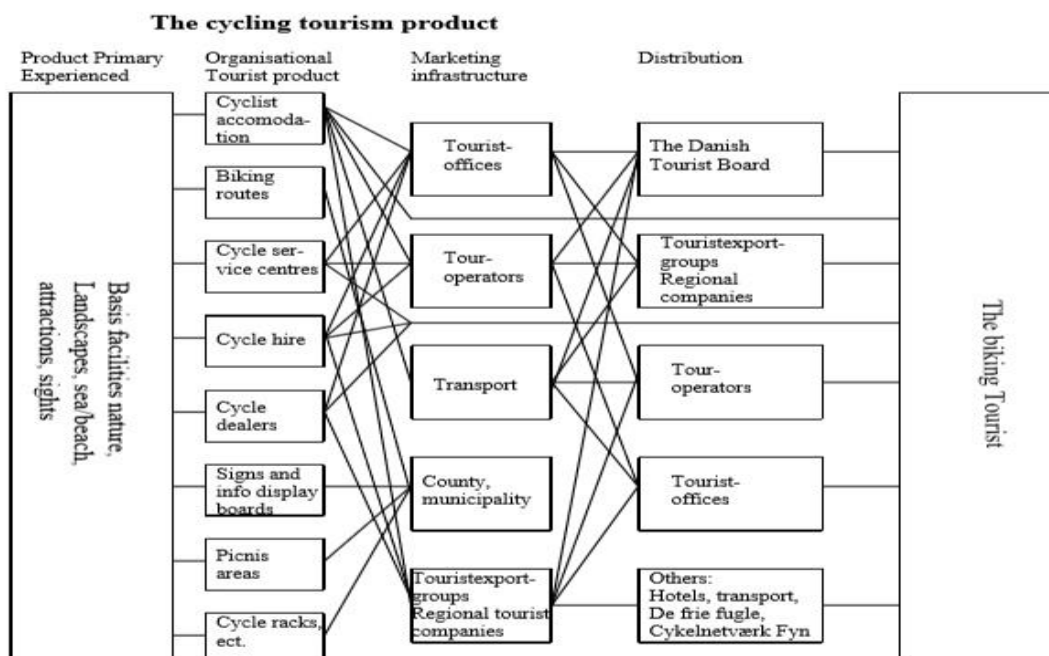 The cycling tourism product
Product Primary
Experienced
Organisational
Tourist product
Marketing
infrastructure
Distribution
Basis facilities nature,
Landscapes, sea/beach,
attractions, sights
Cyclist
accomoda-
tation
Biking
routes
Cycle ser-
vice centres
Cycle hire
Cycle
dealers
Signs and
info display
boards
Picnis
areas
Cycle racks,
ect.
Tourist-
offices
Tour-
operators
Transport
County,
municipality
Touristexport-
groups
Regional tourist
companies
The Danish
Tourist Board
Touristexport-
groups
Regional
companies
Tour-
operators
Tourist-
offices
Others:
Hotels, transport,
De frie fugle,
Cykelnetværk Fyn
The biking Tourist